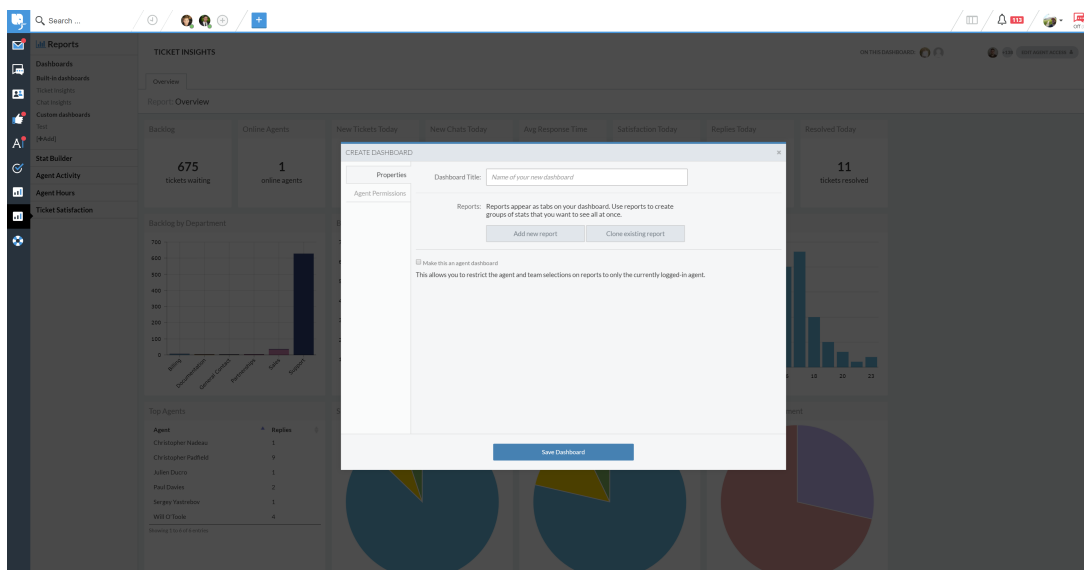 Search ...
113
Off
Reports
Dashboards
Built-in dashboards
Ticket Insights
Chat Insights
Custom dashboards
Test
[+Add]
Stat Builder
Agent Activity
Agent Hours
Ticket Satisfaction
TICKET INSIGHTS
ON THIS DASHBOARD:
Overview
Report: Overview
Backlog
Online Agents
New Tickets Today
New Chats Today
Avg Response Time
Satisfaction Today
Replies Today
Resolved Today
675
tickets waiting
1
online agents
11
tickets resolved
CREATE DASHBOARD
×
Properties
Agent Permissions
Dashboard Title:
Name of your new dashboard
Reports:
Reports appear as tabs on your dashboard. Use reports to create
groups of stats that you want to see all at once.
Add new report
Clone existing report
Make this an agent dashboard
This allows you to restrict the agent and team selections on reports to only the currently logged-in agent.
Save Dashboard
Backlog by Department
700
600
500
400
300
200
100
0
Billing
Documentation
General Contact
Partnerships
Sales
Support
18
20
23
Top Agents
Agent
Replies
Christopher Nadeau
1
Christopher Padfield
9
Julien Ducro
1
Paul Davies
2
Sergey Yavirelew
1
Will O'Toole
4